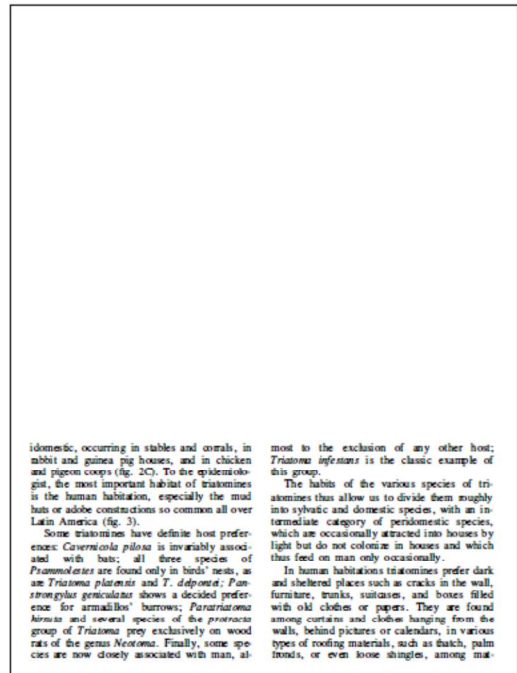 idomestic, occurring in stables and corrals, in
rabbit and guinea pig houses, and in chicken
and pigeon coops (fig. 2C). To the epidemiolo-
gist, the most important habitat of triatomines
is the human habitation, especially the mud
huts or adobe constructions so common all over
Latin America (fig. 3).
Some triatomines have definite host prefer-
ences: Cavernicola pilosa is invariably associ-
ated with bats; all three species of
Psammolestes are found only in birds' nests, as
are Triatoma platensis and T. delpontei; Pan-
strongylus geniculatus shows a decided prefer-
ence for armadillos' burrows; Paratriatoma
hirsuta and several species of the protracta
group of Triatoma prey exclusively on wood
rats of the genus Neotoma. Finally, some spe-
cies are now closely associated with man, al-
most to the exclusion of any other host;
Triatoma infestans is the classic example of
this group.
The habits of the various species of tri-
atomines thus allow us to divide them roughly
into sylvatic and domestic species, with an in-
termediate category of peridomestic species,
which are occasionally attracted into houses by
light but do not colonize in houses and which
thus feed on man only occasionally.
In human habitations triatomines prefer dark
and sheltered places such as cracks in the wall,
furniture, trunks, suitcases, and boxes filled
with old clothes or papers. They are found
among curtains and clothes hanging from the
walls, behind pictures or calendars, in various
types of roofing materials, such as thatch, palm
fronds, or even loose shingles, among mat-